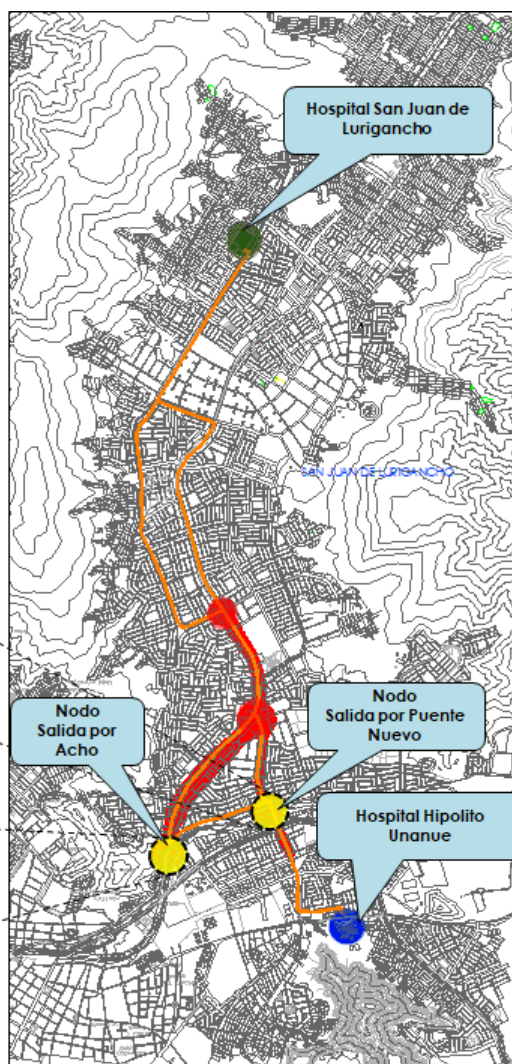 Hospital San Juan de
Lurigancho
SAN JUAN DE LURIGANCHO
Nodo
Salida por
Acho
Nodo
Salida por Puente
Nuevo
Hospital Hipolito
Unanue